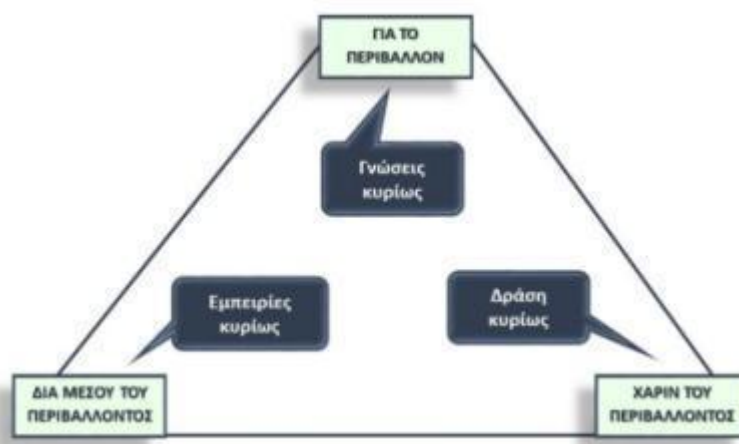 ΓΙΑ ΤΟ
ΠΕΡΙΒΑΛΛΟΝ
Γνώσεις
κυρίως
Εμπειρίες
κυρίως
Δράση
κυρίως
ΔΙΑ ΜΕΣΟΥ ΤΟΥ
ΠΕΡΙΒΑΛΛΟΝΤΟΣ
ΧΑΡΙΝ ΤΟΥ
ΠΕΡΙΒΑΛΛΟΝΤΟΣ